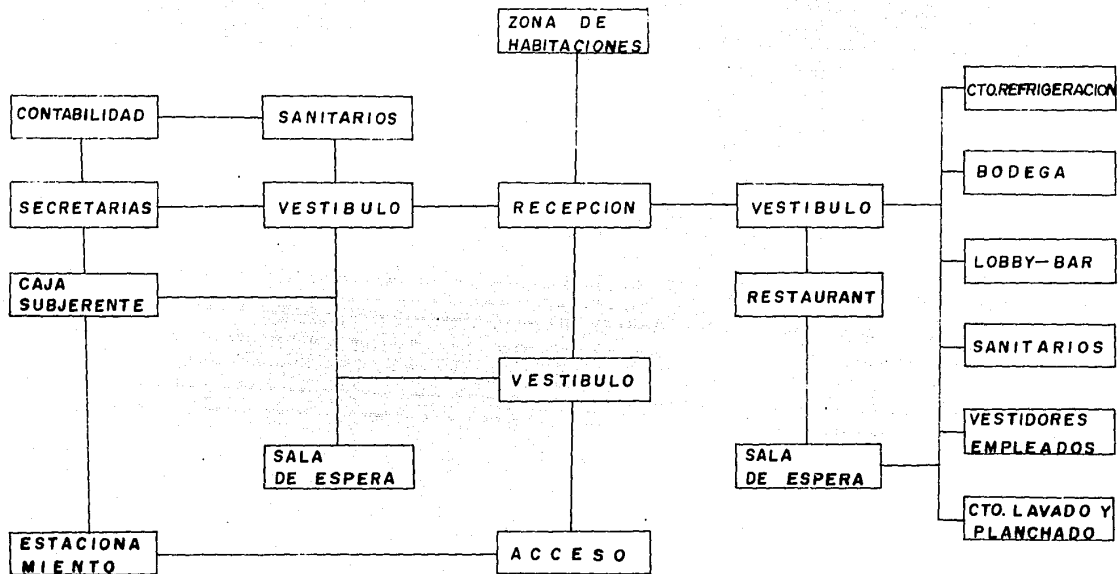 ZONA DE
HABITACIONES
CTO.REFRIGERACION
CONTABILIDAD
SANITARIOS
BODEGA
SECRETARIAS
VESTIBULO
RECEPCION
VESTIBULO
LOBBY-BAR
CAJA
SUBJERENTE
RESTAURANT
SANITARIOS
VESTIBULO
VESTIDORES
EMPLEADOS
SALA
DE ESPERA
SALA
DE ESPERA
CTO. LAVADO Y
PLANCHADO
ESTACIONA
MIENTO
ACCESO